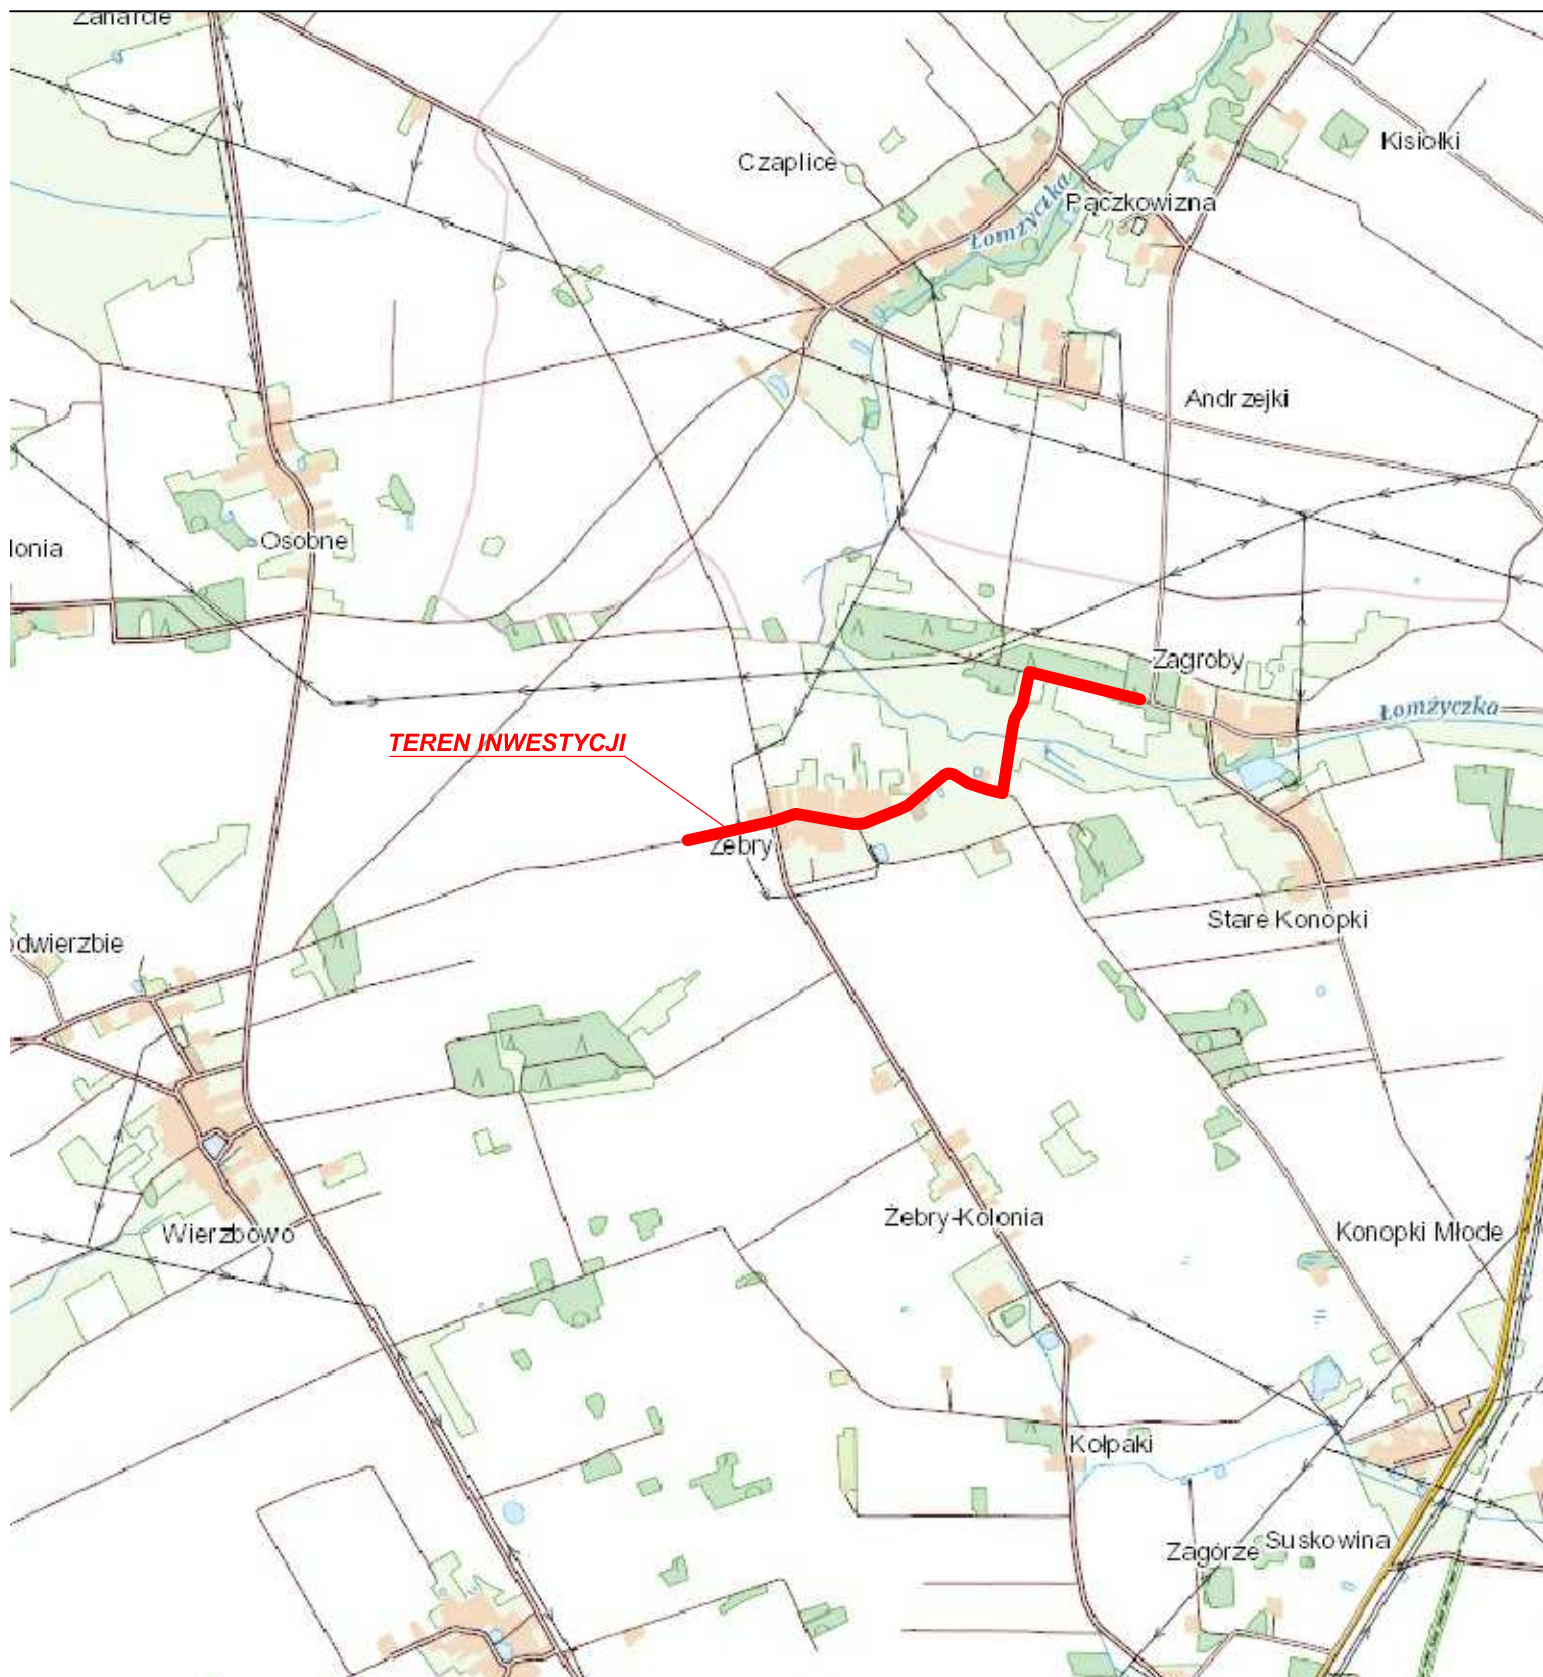 Zanarcie
Kisiołki
Czaplice
Pączkowizna
Łomżyczka
Andrzejki
Osobne
lonia
Zagroby
Łomżyczka
TEREN INWESTYCJI
Żebry
Stare Konopki
odwierzbie
Żebry-Kolonia
Wierzbowo
Konopki Młode
Kołpaki
Suskowina
Zagórze